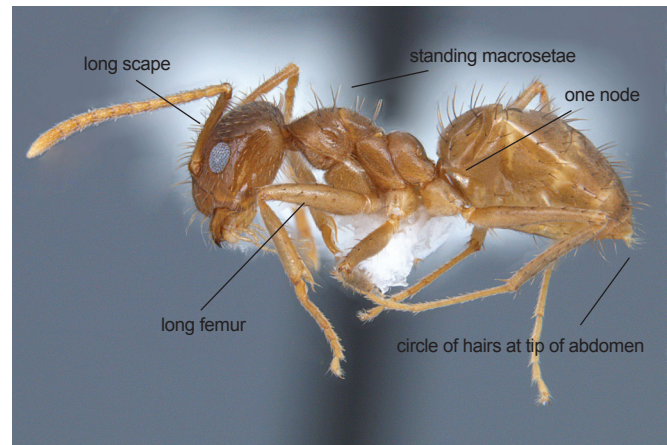 standing macrosetae
long scape
one node
long femur
circle of hairs at tip of abdomen